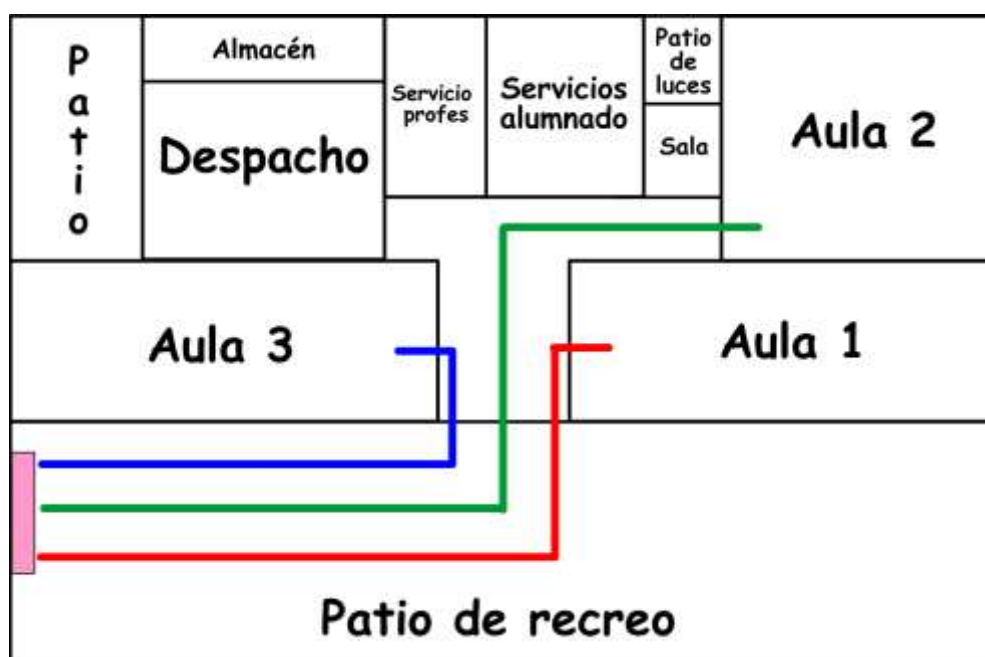 Patio
Almacén
Despacho
Servicio
profes
Servicios
alumnado
Patio
de
luces
Sala
Aula 2
Aula 3
Aula 1
Patio de recreo